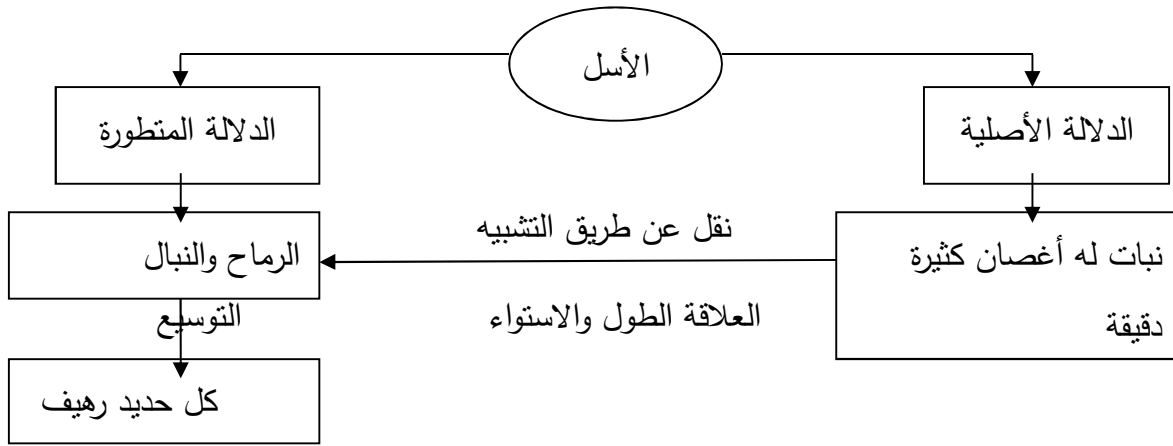 الأسل
الدلالة الأصلية
الدلالة المتطورة
نبات له أغصان كثيرة
دقيقة
نقل عن طريق التشبيه
العلاقة الطول والاستواء
الرماح والنبال
التوسيع
كل حديد رهيف